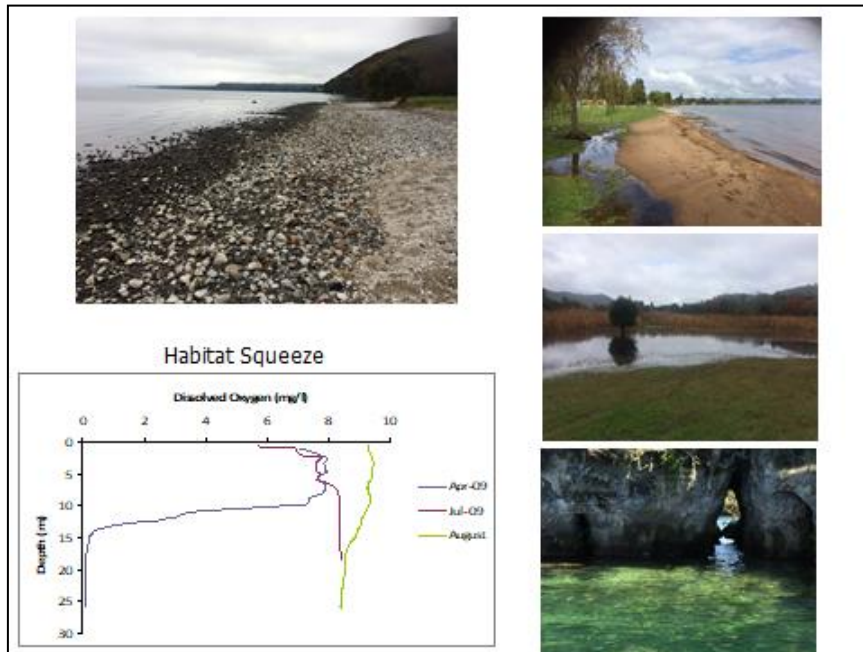 Habitat Squeeze
Dissolved Oxygen (mg/l)
0 2 4 6 8 10
0
5
10
15
20
25
30
Depth (m)
Apr-09
Jul-09
August